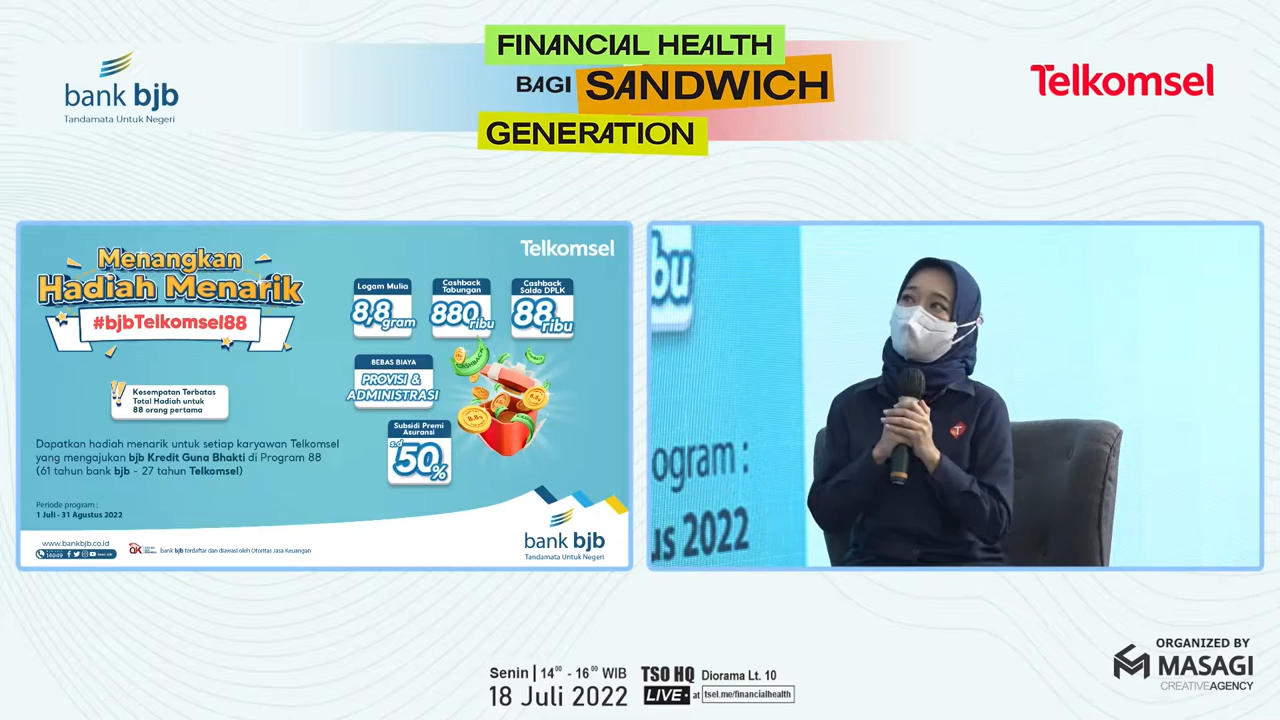 bank bjb
Tandamata Untuk Negeri
FINANCIAL HEALTH
BAGI SANDWICH
GENERATION
Telkomsel
Menangkan
Hadiah Menarik
#bjbTelkomsel88
Telkomsel
Logam Mulia
8,8 gram
Cashback
Tabungan
880 ribu
Cashback
Saldo DPLK
88 ribu
BEBAS BIAYA
PROVISI &
ADMINISTRASI
Subsidi Premi
Asuransi
s.d
50%
CASHBACK
Kesempatan Terbatas
Total Hadiah untuk
88 orang pertama
Dapatkan hadiah menarik untuk setiap karyawan Telkomsel
yang mengajukan bjb Kredit Guna Bhakti di Program 88
(61 tahun bank bjb - 27 tahun Telkomsel)
Periode program :
1 Juli - 31 Agustus 2022
www.bankbjb.co.id
14049
bank bjb terdaftar dan diawasi oleh Otoritas Jasa Keuangan
bank bjb
Tandamata Untuk Negeri
bu
ogram :
us 2022
Senin | 14⁰⁰ - 16⁰⁰ WIB
18 Juli 2022
TSO HQ Diorama Lt. 10
LIVE • at tsel.me/financialhealth
ORGANIZED BY
MASAGI
CREATIVEAGENCY